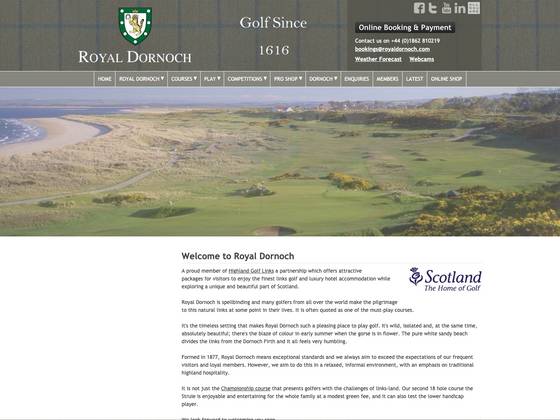 Golf Since
1616
ROYAL DORNOCH
Online Booking & Payment
Contact us on +44 (0)1862 810219
bookings@royaldornoch.com
Weather Forecast Webcams
HOME ROYAL DORNOCH COURSES PLAY COMPETITIONS PRO SHOP DORNOCH ENQUIRIES MEMBERS LATEST ONLINE SHOP
Welcome to Royal Dornoch
A proud member of Highland Golf Links a partnership which offers attractive
packages for visitors to enjoy the finest links golf and luxury hotel accommodation while
exploring a unique and beautiful part of Scotland.
Scotland
The Home of Golf
Royal Dornoch is spellbinding and many golfers from all over the world make the pilgrimage
to this natural links at some point in their lives. It is often quoted as one of the must-play courses.
It's the timeless setting that makes Royal Dornoch such a pleasing place to play golf. It's wild, isolated and, at the same time,
absolutely beautiful; there's the blaze of colour in early summer when the gorse is in flower. The pure white sandy beach
divides the links from the Dornoch Firth and it all feels very humbling.
Formed in 1877, Royal Dornoch means exceptional standards and we always aim to exceed the expectations of our frequent
visitors and loyal members. However, we aim to do this in a relaxed, informal environment, with an emphasis on traditional
highland hospitality.
It is not just the Championship course that presents golfers with the challenges of links-land. Our second 18 hole course the
Struie is enjoyable and entertaining for the whole family at a modest green fee, and it can also test the lower handicap
player.